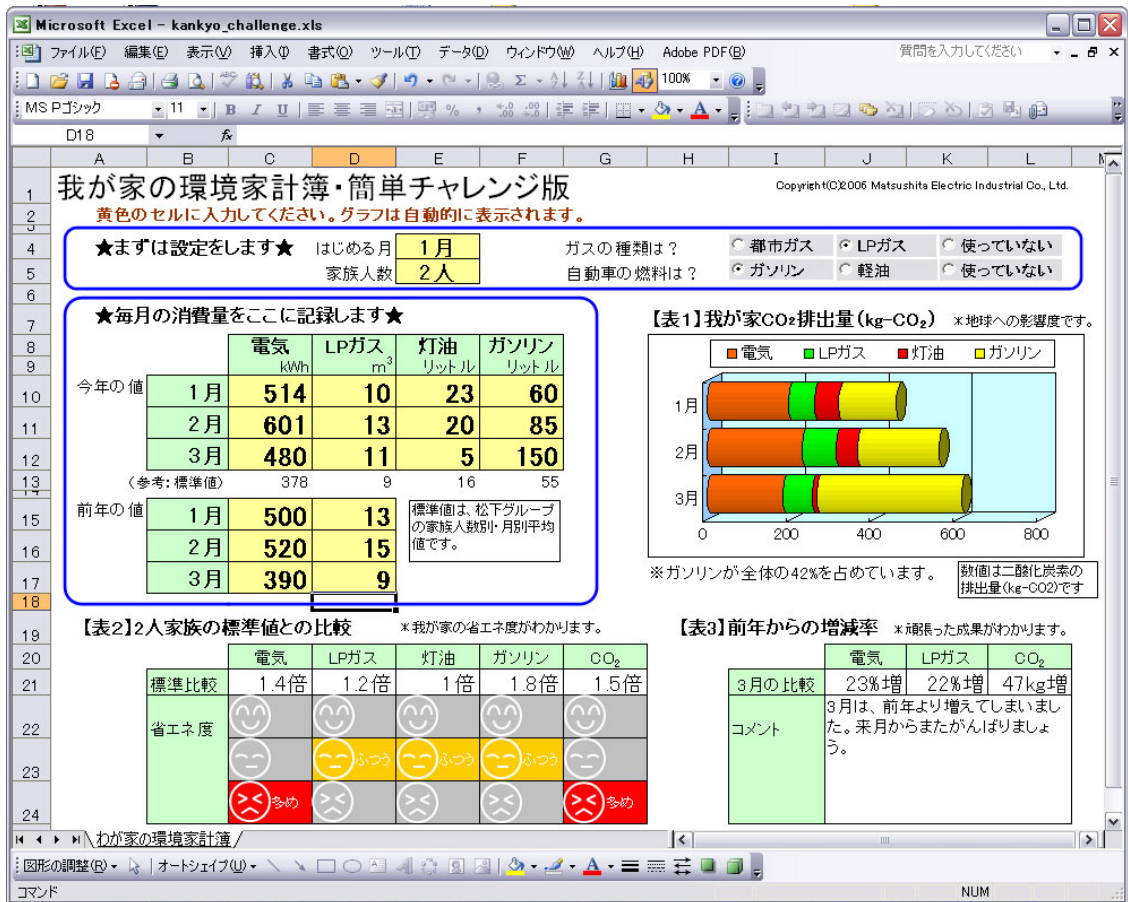 Microsoft Excel - kankyo_challenge.xls
ファイル(F) 編集(E) 表示(V) 挿入(I) 書式(O) ツール(T) データ(D) ウィンドウ(W) ヘルプ(H) Adobe PDF(B) 質問を入力してください
100%
MS Pゴシック 11 B I U
D18 fx
A B C D E F G H I J K L
1 我が家の環境家計簿・簡単チャレンジ版 Copyright(C)2006 Matsushita Electric Industrial Co., Ltd.
2 黄色のセルに入力してください。グラフは自動的に表示されます。
4 ★まずは設定をします★ はじめる月 1月 ガスの種類は? 都市ガス LPガス 使っていない
5 家族人数 2人 自動車の燃料は? ガソリン 軽油 使っていない
6
7 ★毎月の消費量をここに記録します★ 【表1】我が家CO₂排出量(kg-CO₂) *地球への影響度です。
8 電気 LPガス 灯油 ガソリン 電気 LPガス 灯油 ガソリン
9 kWh m³ リットル リットル
10 今年の値 1月 514 10 23 60 1月
11 2月 601 13 20 85 2月
12 3月 480 11 5 150 3月
13 (参考:標準値) 378 9 16 55
15 前年の値 1月 500 13 標準値は、松下グループの家族人数別・月別平均値です。
16 2月 520 15 0 200 400 600 800
17 3月 390 9 ※ガソリンが全体の42%を占めています。 数値は二酸化炭素の排出量(kg-CO2)です
18
19 【表2】2人家族の標準値との比較 *我が家の省エネ度がわかります。 【表3】前年からの増減率 *頑張った成果がわかります。
20 電気 LPガス 灯油 ガソリン CO₂ 電気 LPガス CO₂
21 標準比較 1.4倍 1.2倍 1倍 1.8倍 1.5倍 3月の比較 23%増 22%増 47kg増
22 省エネ度 コメント 3月は、前年より増えてしまいました。来月からまたがんばりましょう。
23 ふつう ふつう ふつう
24 多め 多め
わが家の環境家計簿
図形の調整(R) オートシェイプ(U)
コマンド NUM